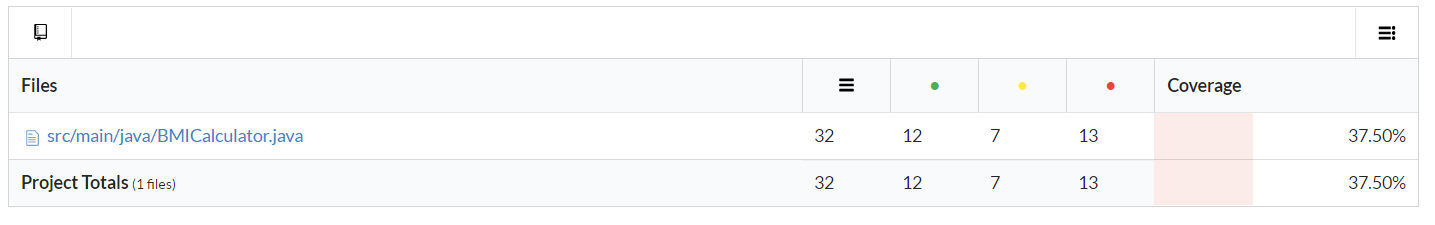 Files Coverage
src/main/java/BMICalculator.java 32 12 7 13 37.50%
Project Totals (1 files) 32 12 7 13 37.50%